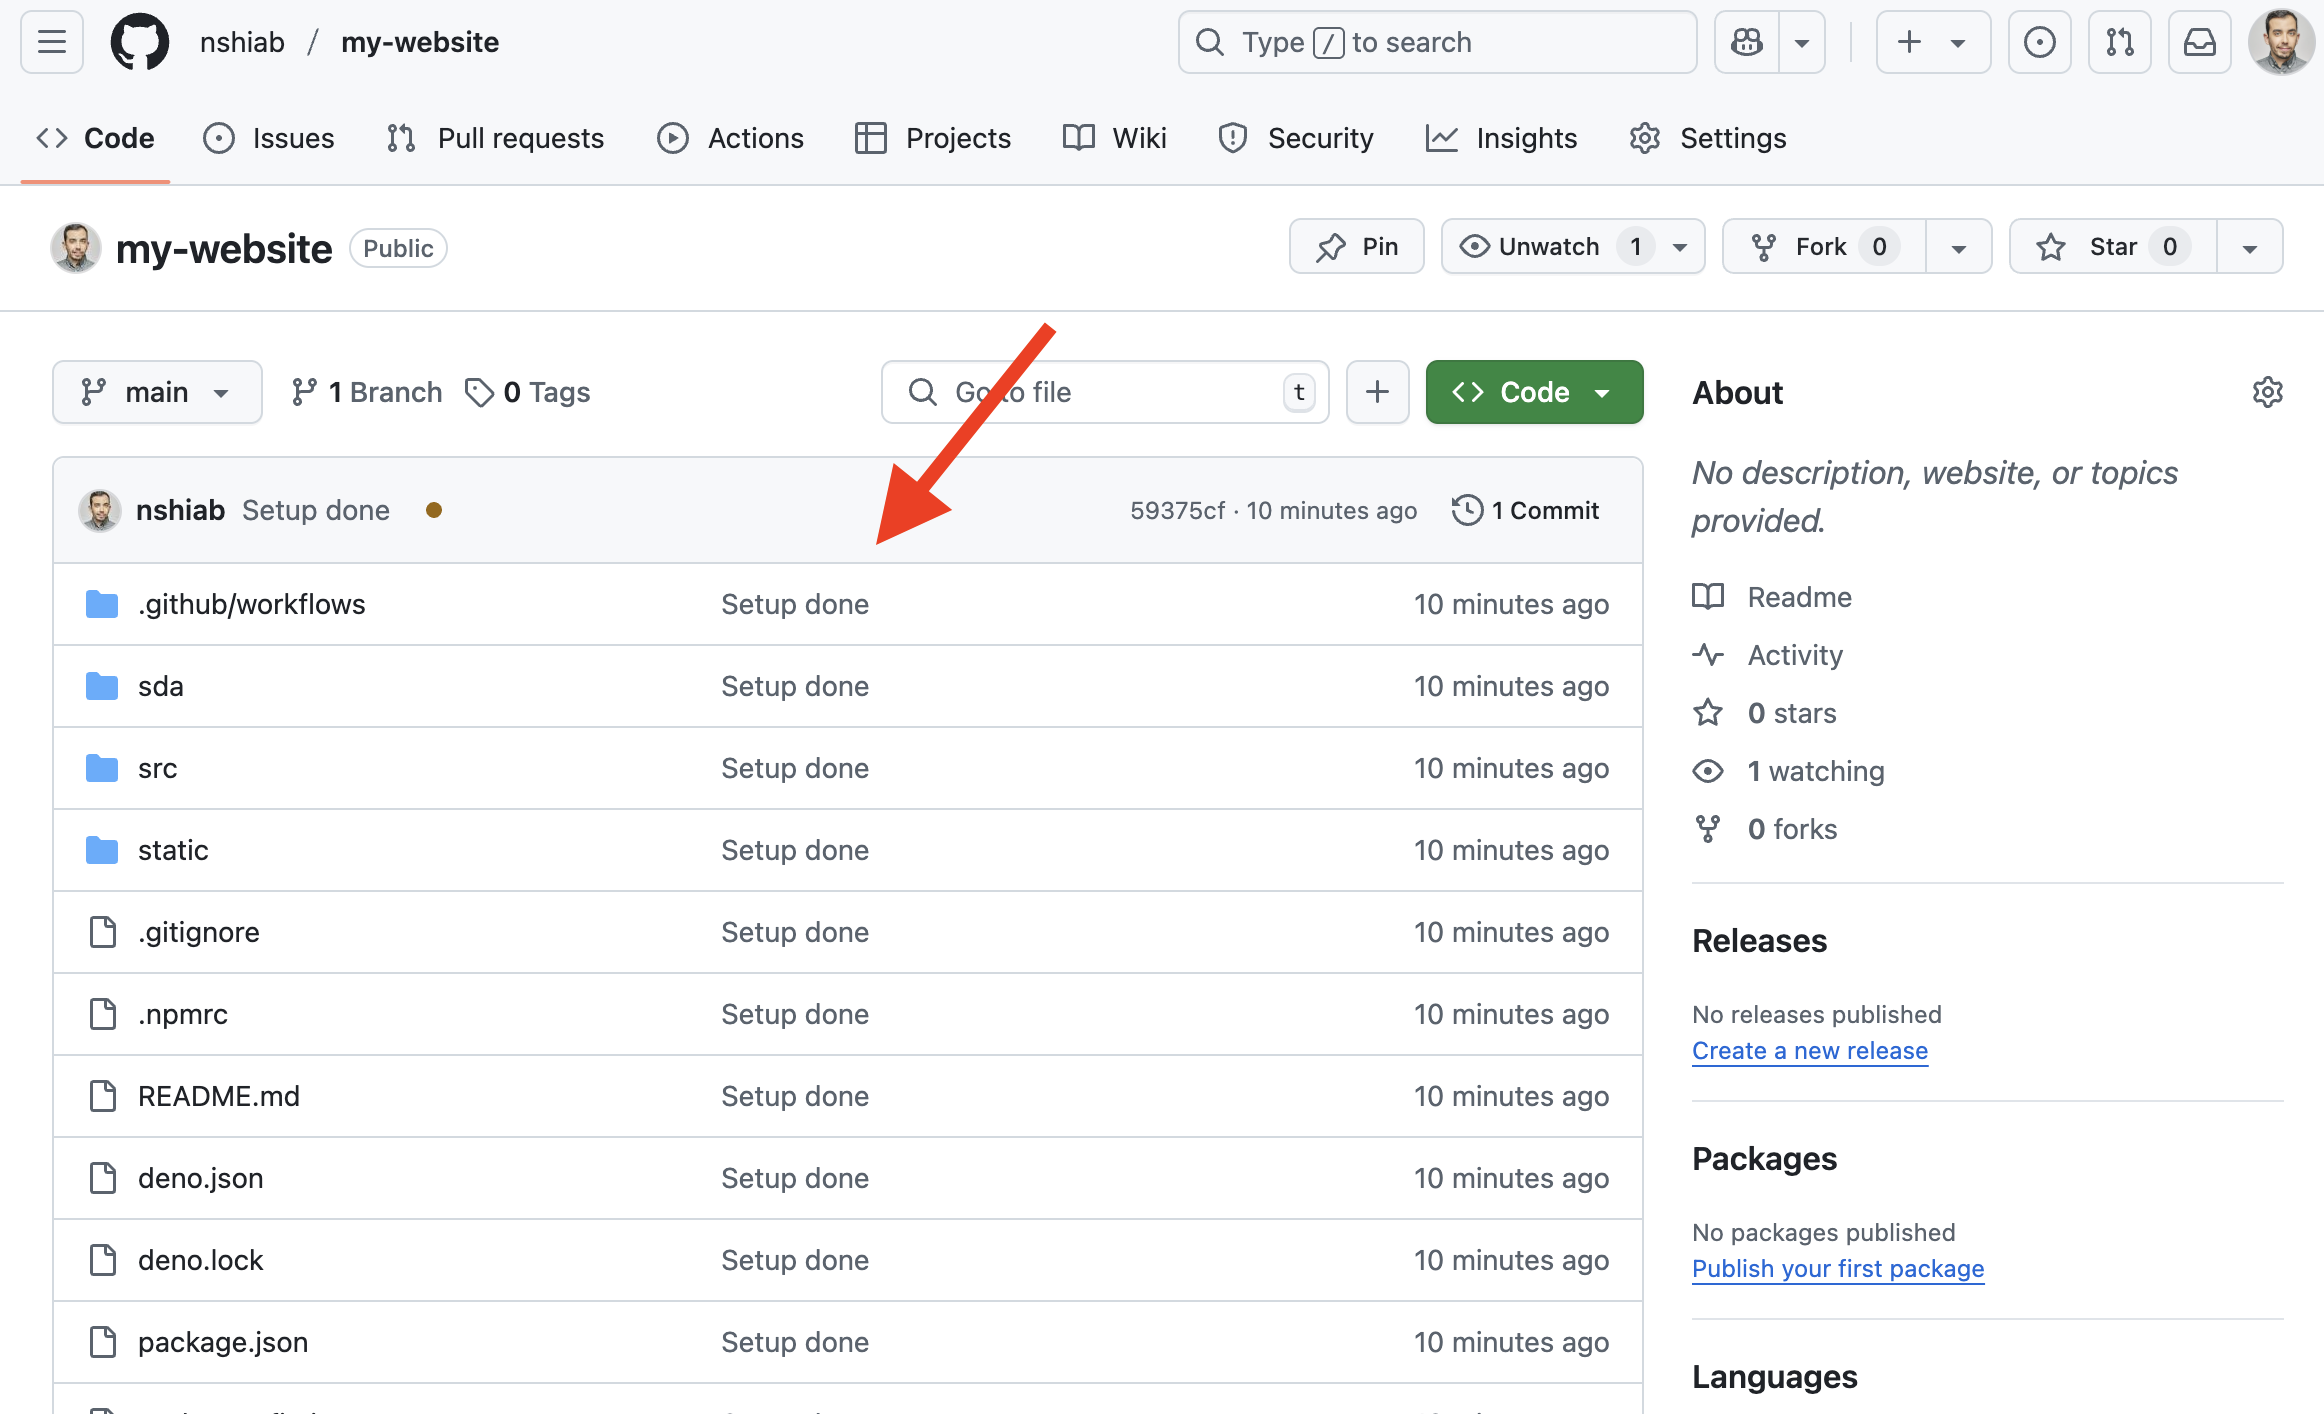 nshiab / my-website
Type / to search
Code Issues Pull requests Actions Projects Wiki Security Insights Settings
my-website Public
Pin Unwatch 1 Fork 0 Star 0
main 1 Branch 0 Tags
Go to file t
Code
nshiab Setup done
59375cf · 10 minutes ago 1 Commit
.github/workflows Setup done 10 minutes ago
sda Setup done 10 minutes ago
src Setup done 10 minutes ago
static Setup done 10 minutes ago
.gitignore Setup done 10 minutes ago
.npmrc Setup done 10 minutes ago
README.md Setup done 10 minutes ago
deno.json Setup done 10 minutes ago
deno.lock Setup done 10 minutes ago
package.json Setup done 10 minutes ago
About
No description, website, or topics
provided.
Readme
Activity
0 stars
1 watching
0 forks
Releases
No releases published
Create a new release
Packages
No packages published
Publish your first package
Languages